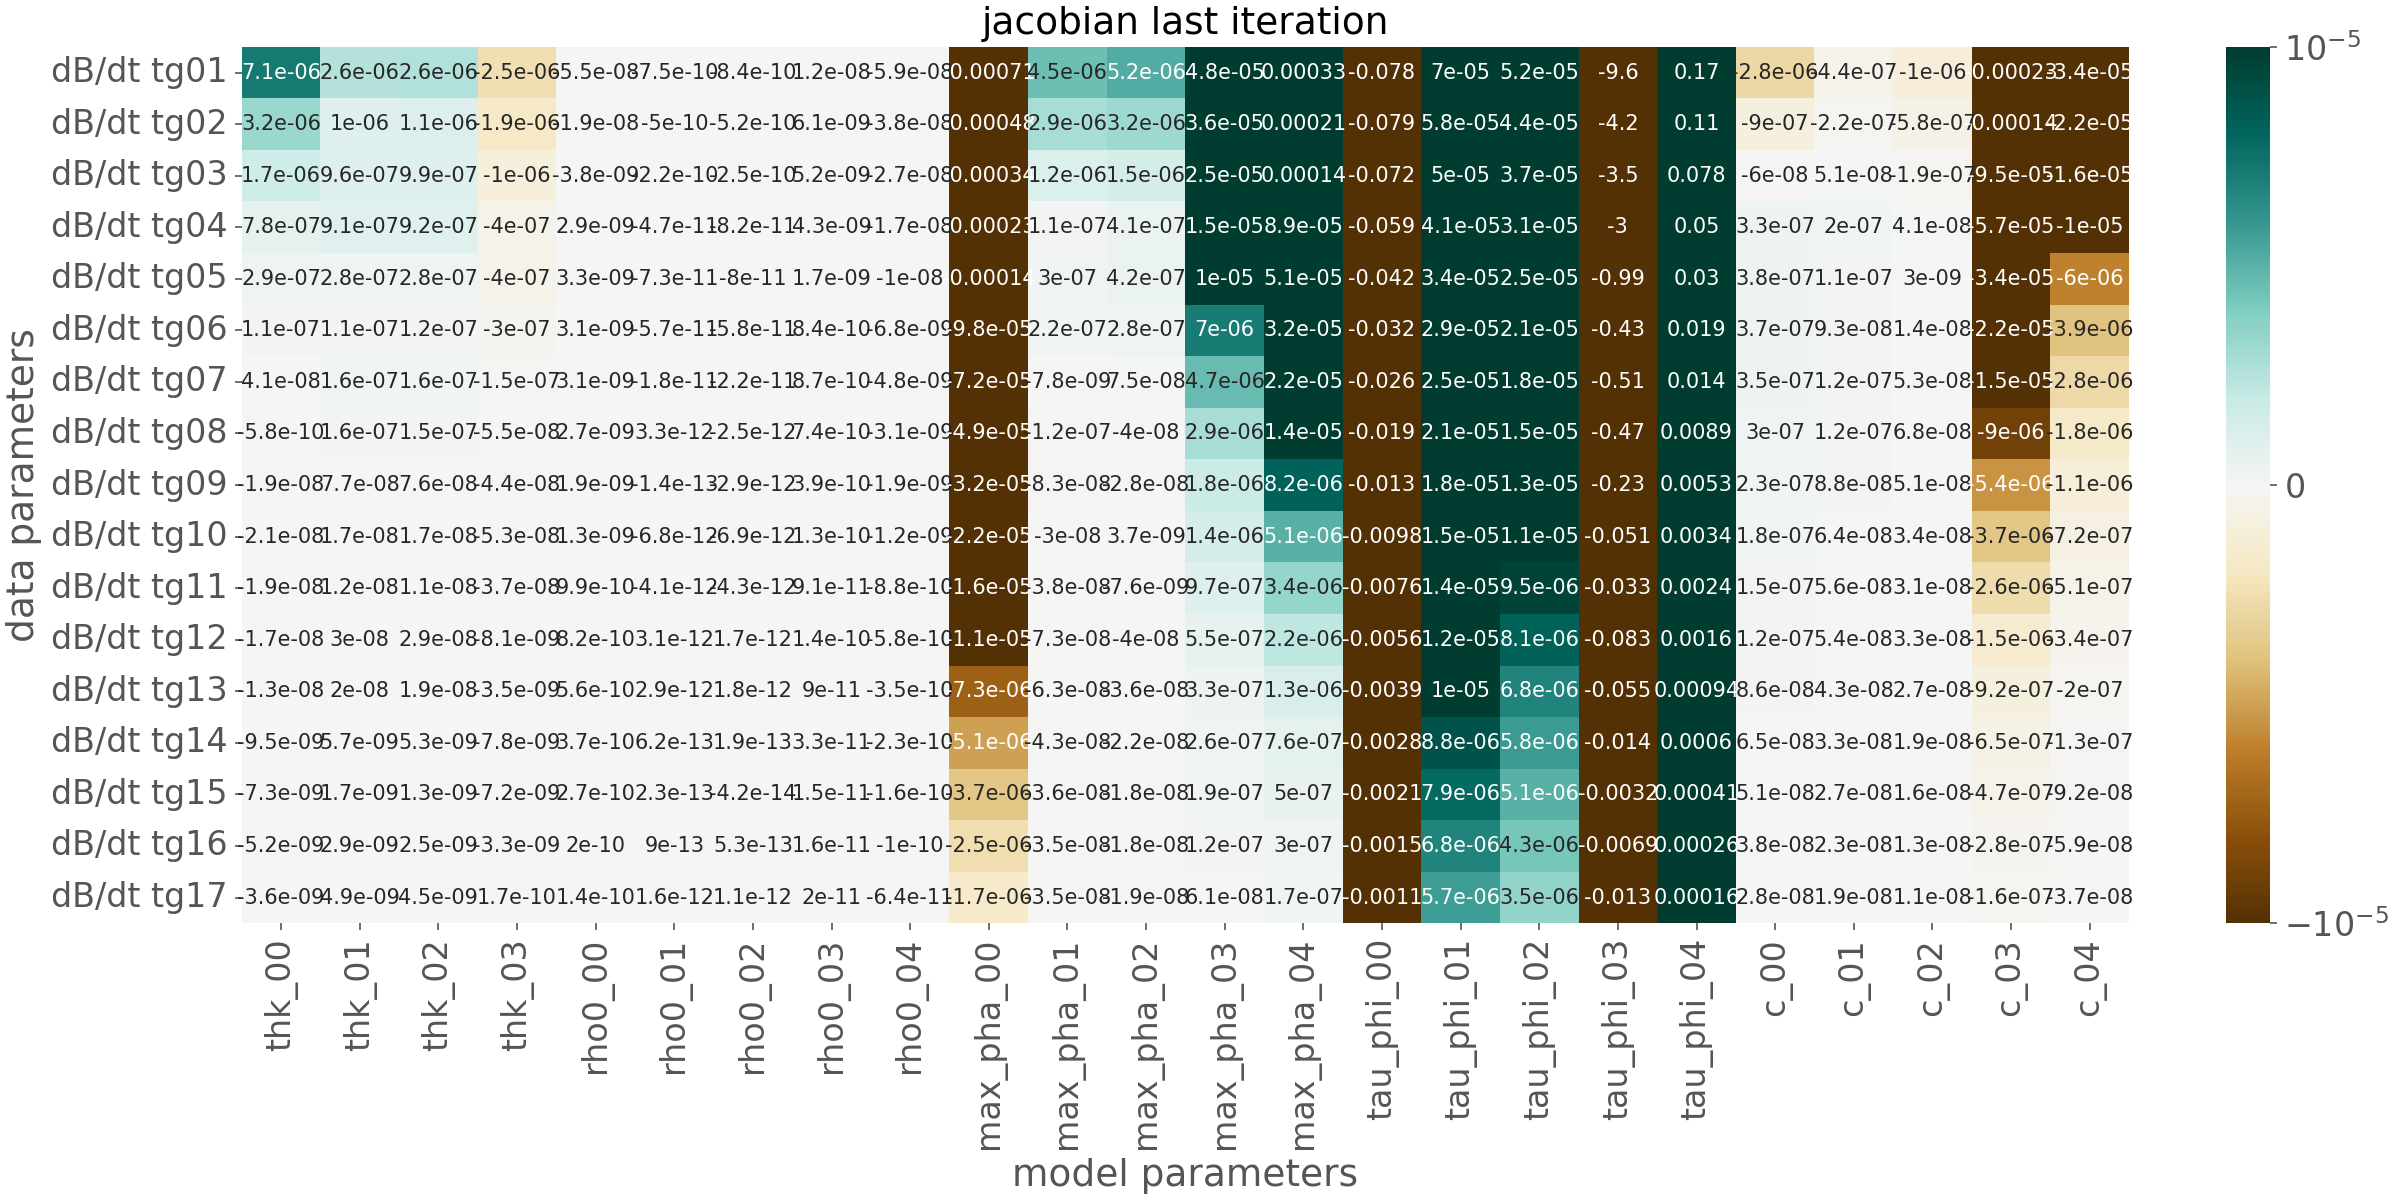 jacobian last iteration
data parameters
dB/dt tg01 7.1e-06 2.6e-06 2.6e-06 -2.5e-06 -5.5e-08 -7.5e-10 -8.4e-10 1.2e-08 -5.9e-08 -0.00071 4.5e-06 5.2e-06 4.8e-05 0.00033 -0.078 7e-05 5.2e-05 -9.6 0.17 -2.8e-06 -4.4e-07 -1e-06 -0.00023 -3.4e-05
dB/dt tg02 3.2e-06 1e-06 1.1e-06 -1.9e-06 -1.9e-08 -5e-10 -5.2e-10 6.1e-09 -3.8e-08 -0.00048 2.9e-06 3.2e-06 3.6e-05 0.00021 -0.079 5.8e-05 4.4e-05 -4.2 0.11 -9e-07 -2.2e-07 -5.8e-07 -0.00014 -2.2e-05
dB/dt tg03 1.7e-06 9.6e-07 9.9e-07 -1e-06 -3.8e-09 -2.2e-10 -2.5e-10 5.2e-09 -2.7e-08 -0.00034 1.2e-06 1.5e-06 2.5e-05 0.00014 -0.072 5e-05 3.7e-05 -3.5 0.078 -6e-08 5.1e-08 -1.9e-07 -9.5e-05 -1.6e-05
dB/dt tg04 7.8e-07 9.1e-07 9.2e-07 -4e-07 2.9e-09 -4.7e-11 -8.2e-11 4.3e-09 -1.7e-08 -0.00023 1.1e-07 4.1e-07 1.5e-05 8.9e-05 -0.059 4.1e-05 3.1e-05 -3 0.05 3.3e-07 2e-07 4.1e-08 -5.7e-05 -1e-05
dB/dt tg05 2.9e-07 2.8e-07 2.8e-07 -4e-07 3.3e-09 -7.3e-11 -8e-11 1.7e-09 -1e-08 -0.00014 3e-07 4.2e-07 1e-05 5.1e-05 -0.042 3.4e-05 2.5e-05 -0.99 0.03 3.8e-07 1.1e-07 3e-09 -3.4e-05 -6e-06
dB/dt tg06 1.1e-07 1.1e-07 1.2e-07 -3e-07 3.1e-09 -5.7e-11 -5.8e-11 8.4e-10 -6.8e-09 -9.8e-05 2.2e-07 2.8e-07 7e-06 3.2e-05 -0.032 2.9e-05 2.1e-05 -0.43 0.019 3.7e-07 9.3e-08 1.4e-08 -2.2e-05 -3.9e-06
dB/dt tg07 4.1e-08 1.6e-07 1.6e-07 -1.5e-07 3.1e-09 -1.8e-11 -2.2e-11 8.7e-10 -4.8e-09 -7.2e-05 -7.8e-09 7.5e-08 4.7e-06 2.2e-05 -0.026 2.5e-05 1.8e-05 -0.51 0.014 3.5e-07 1.2e-07 5.3e-08 -1.5e-05 -2.8e-06
dB/dt tg08 -5.8e-10 1.6e-07 1.5e-07 -5.5e-08 2.7e-09 3.3e-12 -2.5e-12 7.4e-10 -3.1e-09 -4.9e-05 -1.2e-07 -4e-08 2.9e-06 1.4e-05 -0.019 2.1e-05 1.5e-05 -0.47 0.0089 3e-07 1.2e-07 6.8e-08 -9e-06 -1.8e-06
dB/dt tg09 -1.9e-08 7.7e-08 7.6e-08 -4.4e-08 1.9e-09 -1.4e-13 -2.9e-12 3.9e-10 -1.9e-09 -3.2e-05 -8.3e-08 -2.8e-08 1.8e-06 8.2e-06 -0.013 1.8e-05 1.3e-05 -0.23 0.0053 2.3e-07 8.8e-08 5.1e-08 -5.4e-06 -1.1e-06
dB/dt tg10 -2.1e-08 1.7e-08 1.7e-08 -5.3e-08 1.3e-09 -6.8e-12 -6.9e-12 1.3e-10 -1.2e-09 -2.2e-05 -3e-08 3.7e-09 1.4e-06 5.1e-06 -0.0098 1.5e-05 1.1e-05 -0.051 0.0034 1.8e-07 6.4e-08 3.4e-08 -3.7e-06 -7.2e-07
dB/dt tg11 -1.9e-08 1.2e-08 1.1e-08 -3.7e-08 9.9e-10 -4.1e-12 -4.3e-12 9.1e-11 -8.8e-10 -1.6e-05 -3.8e-08 -7.6e-09 9.7e-07 3.4e-06 -0.0076 1.4e-05 9.5e-06 -0.033 0.0024 1.5e-07 5.6e-08 3.1e-08 -2.6e-06 -5.1e-07
dB/dt tg12 -1.7e-08 3e-08 2.9e-08 -8.1e-09 8.2e-10 3.1e-12 1.7e-12 1.4e-10 -5.8e-10 -1.1e-05 -7.3e-08 -4e-08 5.5e-07 2.2e-06 -0.0056 1.2e-05 8.1e-06 -0.083 0.0016 1.2e-07 5.4e-08 3.3e-08 -1.5e-06 -3.4e-07
dB/dt tg13 -1.3e-08 2e-08 1.9e-08 -3.5e-09 5.6e-10 2.9e-12 1.8e-12 9e-11 -3.5e-10 -7.3e-06 -6.3e-08 -3.6e-08 3.3e-07 1.3e-06 -0.0039 1e-05 6.8e-06 -0.055 0.00094 8.6e-08 4.3e-08 2.7e-08 -9.2e-07 -2e-07
dB/dt tg14 -9.5e-09 5.7e-09 5.3e-09 -7.8e-09 3.7e-10 6.2e-13 1.9e-13 3.3e-11 -2.3e-10 -5.1e-06 -4.3e-08 -2.2e-08 2.6e-07 7.6e-07 -0.0028 8.8e-06 5.8e-06 -0.014 0.0006 6.5e-08 3.3e-08 1.9e-08 -6.5e-07 -1.3e-07
dB/dt tg15 -7.3e-09 1.7e-09 1.3e-09 -7.2e-09 2.7e-10 2.3e-13 -4.2e-14 1.5e-11 -1.6e-10 -3.7e-06 -3.6e-08 -1.8e-08 1.9e-07 5e-07 -0.0021 7.9e-06 5.1e-06 -0.0032 0.00041 5.1e-08 2.7e-08 1.6e-08 -4.7e-07 -9.2e-08
dB/dt tg16 -5.2e-09 2.9e-09 2.5e-09 -3.3e-09 2e-10 9e-13 5.3e-13 1.6e-11 -1e-10 -2.5e-06 -3.5e-08 -1.8e-08 1.2e-07 3e-07 -0.0015 6.8e-06 4.3e-06 -0.0069 0.00026 3.8e-08 2.3e-08 1.3e-08 -2.8e-07 -5.9e-08
dB/dt tg17 -3.6e-09 4.9e-09 4.5e-09 1.7e-10 1.4e-10 1.6e-12 1.1e-12 2e-11 -6.4e-11 -1.7e-06 -3.5e-08 -1.9e-08 6.1e-08 1.7e-07 -0.0011 5.7e-06 3.5e-06 -0.013 0.00016 2.8e-08 1.9e-08 1.1e-08 -1.6e-07 -3.7e-08
thk_00 thk_01 thk_02 thk_03 rho0_00 rho0_01 rho0_02 rho0_03 rho0_04 max_pha_00 max_pha_01 max_pha_02 max_pha_03 max_pha_04 tau_phi_00 tau_phi_01 tau_phi_02 tau_phi_03 tau_phi_04 c_00 c_01 c_02 c_03 c_04
model parameters
10⁻⁵
0
−10⁻⁵